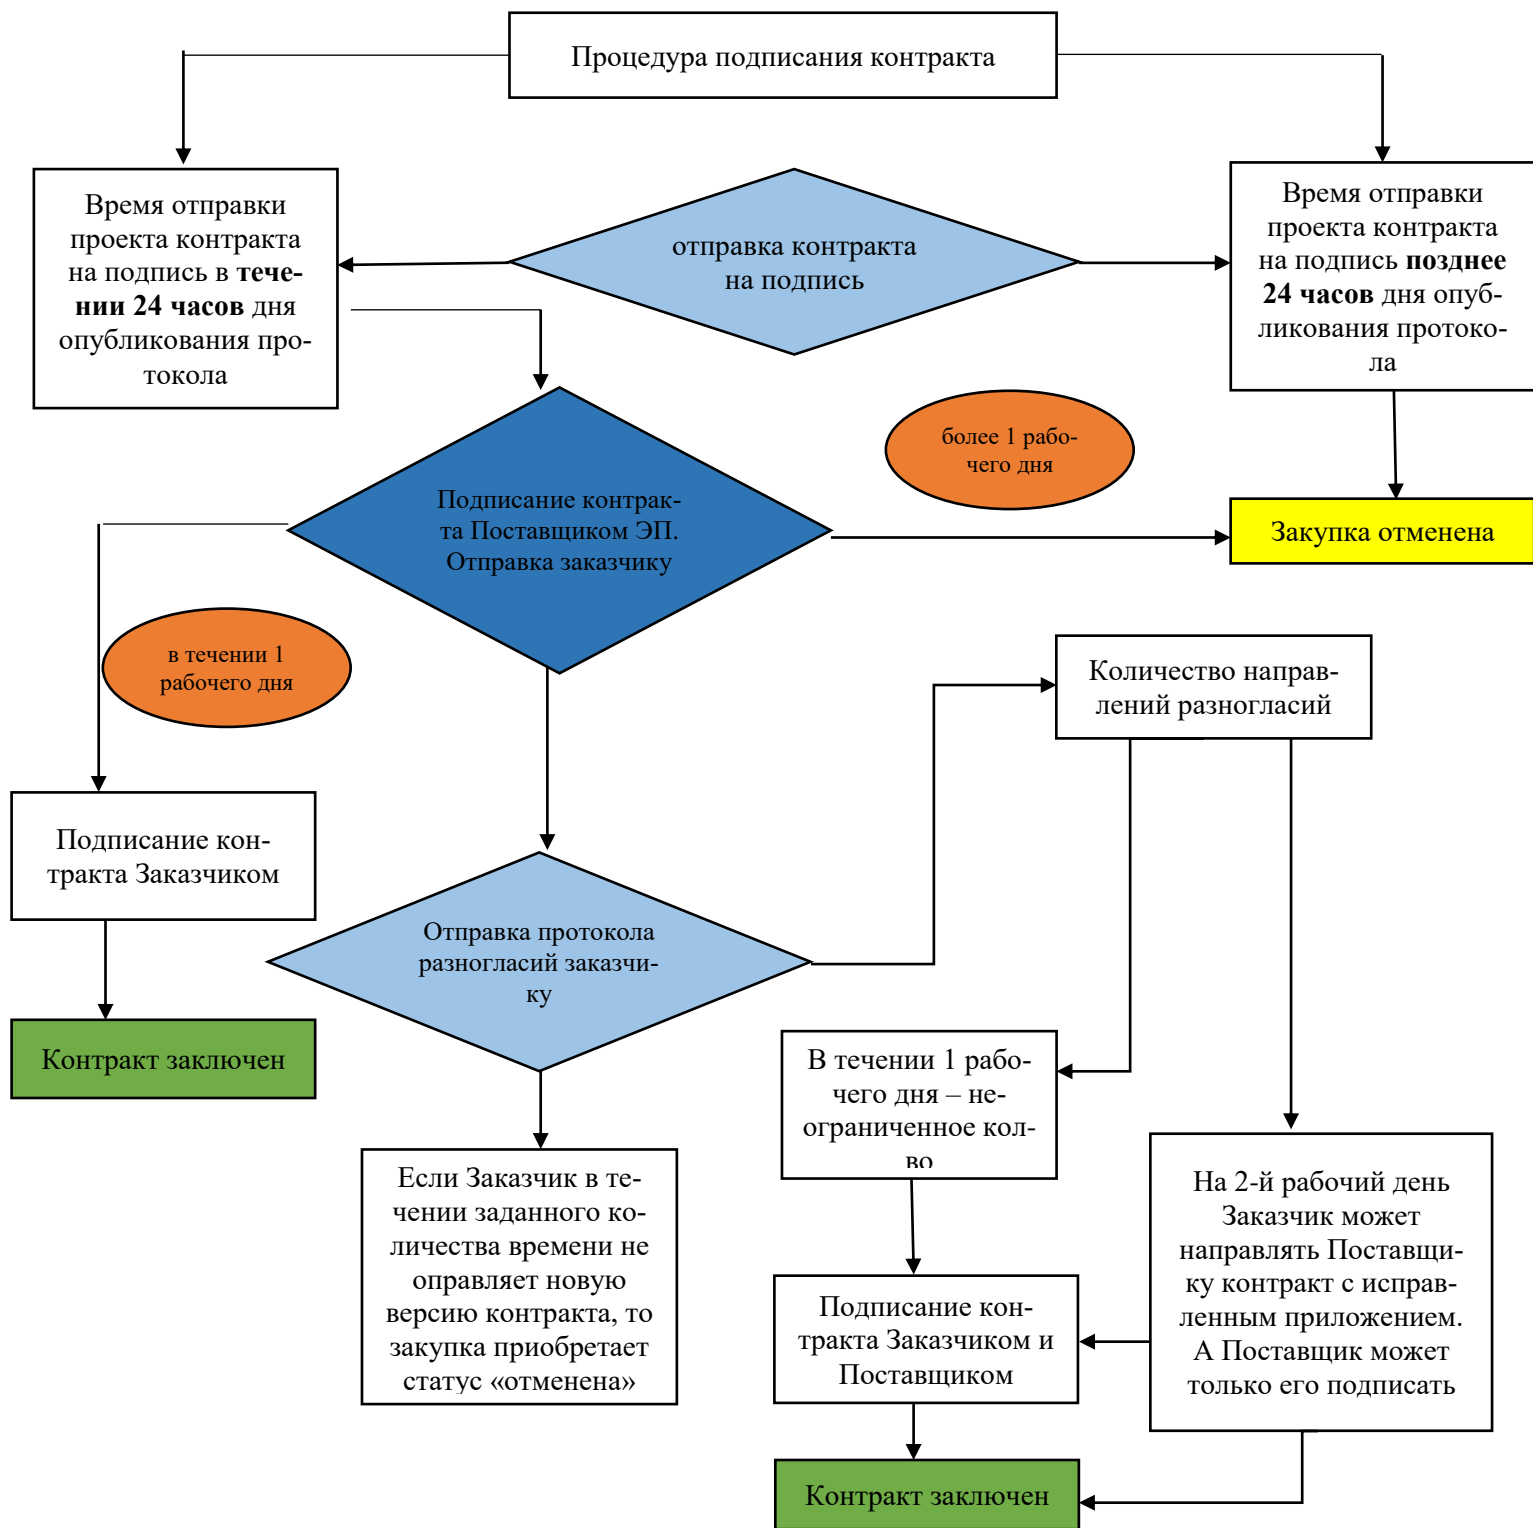 Процедура подписания контракта
Время отправки
проекта контракта
на подпись в тече-
нии 24 часов дня
опубликования про-
токола
отправка контракта
на подпись
Время отправки
проекта контракта
на подпись позднее
24 часов дня опуб-
ликования протоко-
ла
более 1 рабо-
чего дня
Подписание контрак-
та Поставщиком ЭП.
Отправка заказчику
Закупка отменена
в течении 1
рабочего дня
Количество направ-
лений разногласий
Подписание кон-
тракта Заказчиком
Отправка протокола
разногласий заказчи-
ку
Контракт заключен
В течении 1 рабо-
чего дня – не-
ограниченное кол-
во
Если Заказчик в те-
чении заданного ко-
личества времени не
оправляет новую
версию контракта, то
закупка приобретает
статус «отменена»
На 2-й рабочий день
Заказчик может
направлять Поставщи-
ку контракт с исправ-
ленным приложением.
А Поставщик может
только его подписать
Подписание кон-
тракта Заказчиком и
Поставщиком
Контракт заключен